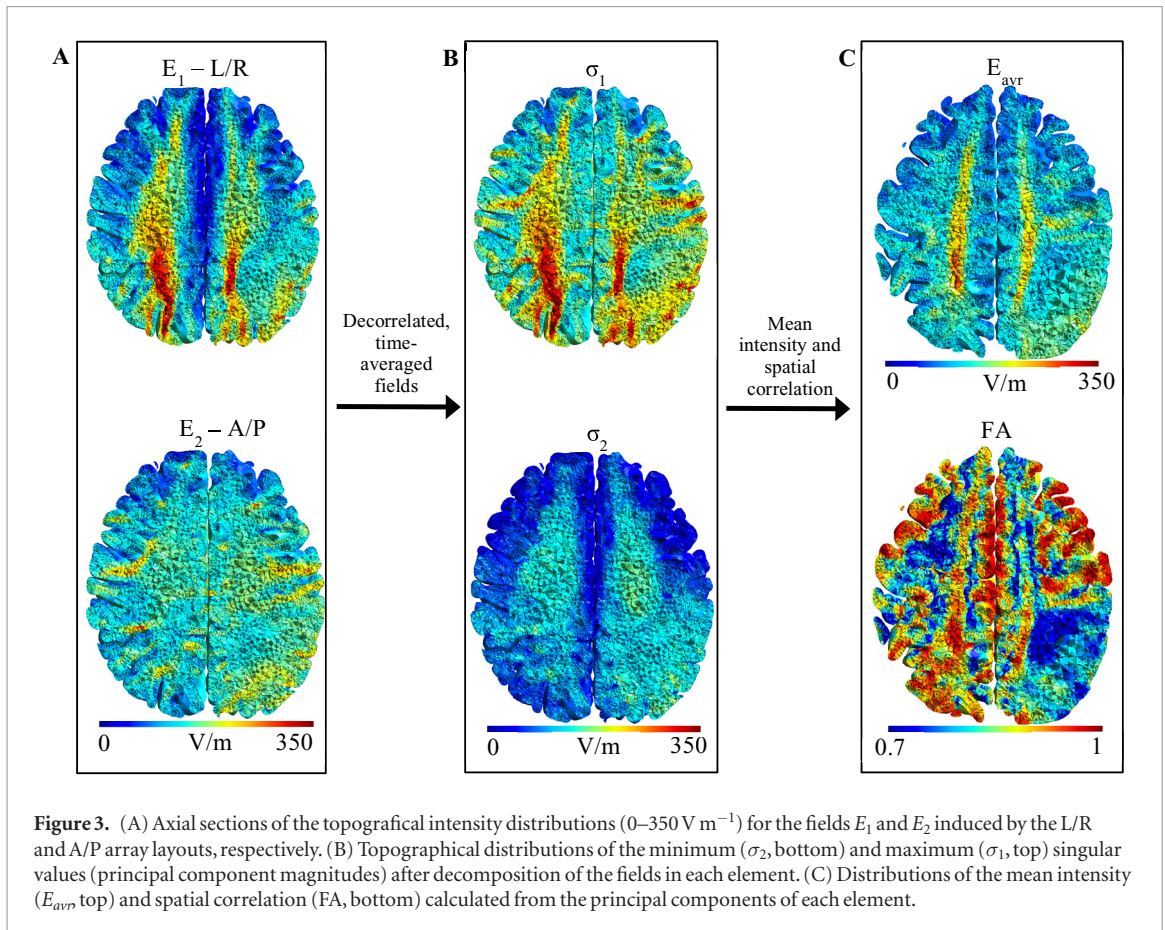 A
E₁ – L/R
E₂ – A/P
0 V/m 350
Decorrelated,
time-
averaged
fields
B
σ₁
σ₂
0 V/m 350
Mean
intensity and
spatial
correlation
C
Eavr
0 V/m 350
FA
0.7 1
Figure 3. (A) Axial sections of the topografical intensity distributions (0–350 V m⁻¹) for the fields E₁ and E₂ induced by the L/R
and A/P array layouts, respectively. (B) Topographical distributions of the minimum (σ₂, bottom) and maximum (σ₁, top) singular
values (principal component magnitudes) after decomposition of the fields in each element. (C) Distributions of the mean intensity
(Eavr, top) and spatial correlation (FA, bottom) calculated from the principal components of each element.